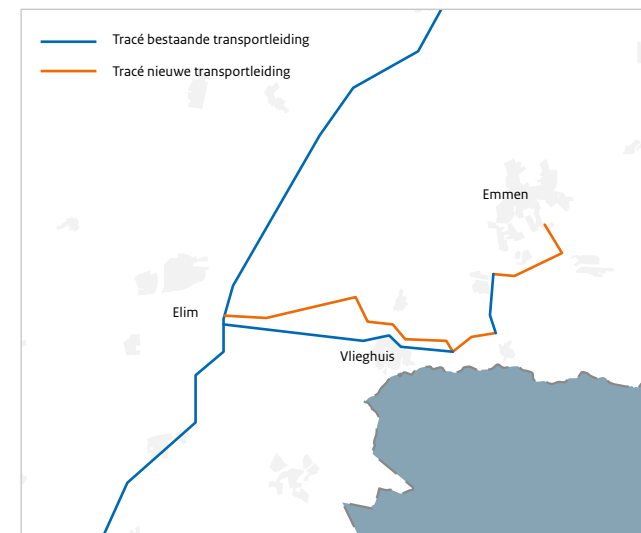 Tracé bestaande transportleiding
Tracé nieuwe transportleiding
Emmen
Elim
Vlieghuis